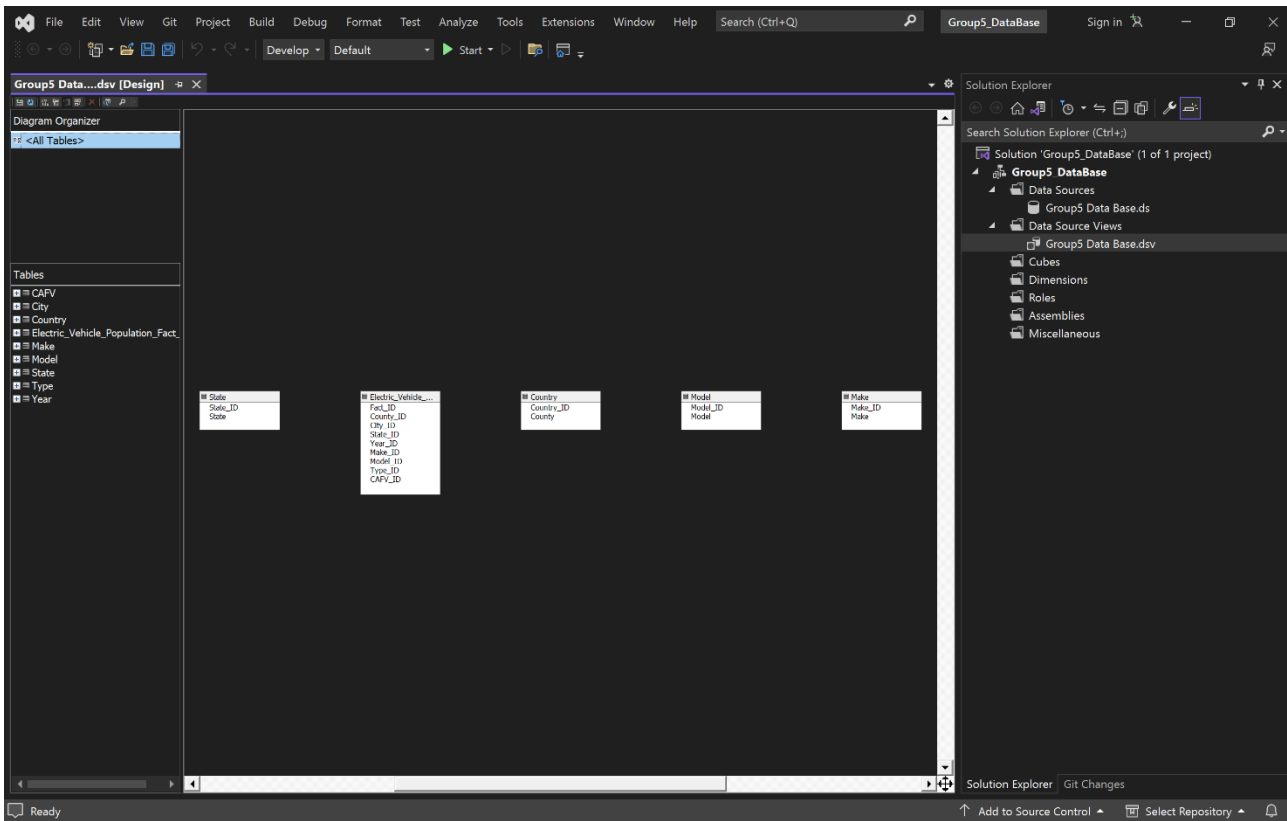 File Edit View Git Project Build Debug Format Test Analyze Tools Extensions Window Help Search (Ctrl+Q) Group5_DataBase Sign in
Develop Default Start
Group5 Data....dsv [Design]
Diagram Organizer
<All Tables>
Tables
CAFV
City
Country
Electric_Vehicle_Population_Fact_
Make
Model
State
Type
Year
State
State_ID
State
Electric_Vehicle_...
Fact_ID
County_ID
City_ID
State_ID
Year_ID
Make_ID
Model_ID
Type_ID
CAFV_ID
Country
Country_ID
County
Model
Model_ID
Model
Make
Make_ID
Make
Solution Explorer
Search Solution Explorer (Ctrl+;)
Solution 'Group5_DataBase' (1 of 1 project)
Group5_DataBase
Data Sources
Group5 Data Base.ds
Data Source Views
Group5 Data Base.dsv
Cubes
Dimensions
Roles
Assemblies
Miscellaneous
Solution Explorer Git Changes
Ready Add to Source Control Select Repository